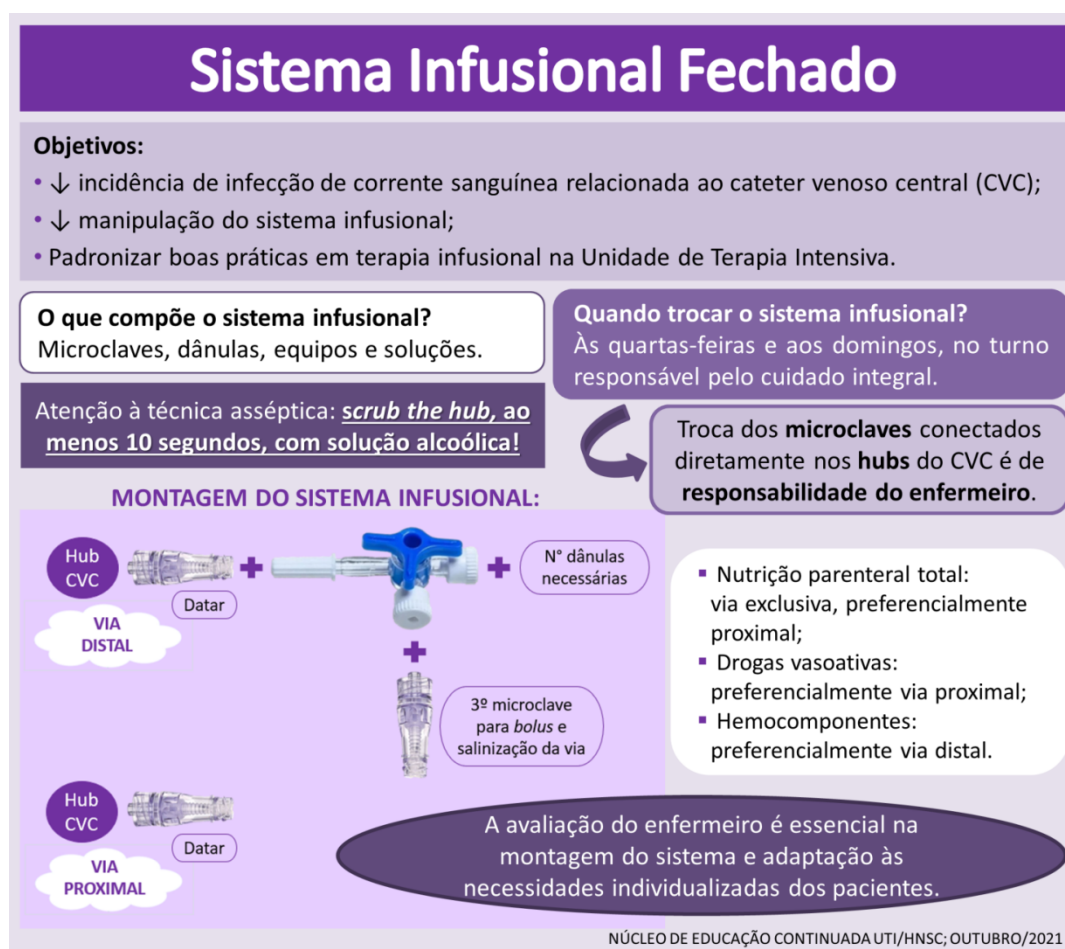 Sistema Infusional Fechado
Objetivos:
• ↓ incidência de infecção de corrente sanguínea relacionada ao cateter venoso central (CVC);
• ↓ manipulação do sistema infusional;
• Padronizar boas práticas em terapia infusional na Unidade de Terapia Intensiva.
O que compõe o sistema infusional?
Microclaves, dânulas, equipos e soluções.
Quando trocar o sistema infusional?
Às quartas-feiras e aos domingos, no turno
responsável pelo cuidado integral.
Atenção à técnica asséptica: scrub the hub, ao
menos 10 segundos, com solução alcoólica!
Troca dos microclaves conectados
diretamente nos hubs do CVC é de
responsabilidade do enfermeiro.
MONTAGEM DO SISTEMA INFUSIONAL:
Hub
CVC
Datar
VIA
DISTAL
N° dânulas
necessárias
3º microclave
para bolus e
salinização da via
Hub
CVC
Datar
VIA
PROXIMAL
▪ Nutrição parenteral total:
via exclusiva, preferencialmente
proximal;
▪ Drogas vasoativas:
preferencialmente via proximal;
▪ Hemocomponentes:
preferencialmente via distal.
A avaliação do enfermeiro é essencial na
montagem do sistema e adaptação às
necessidades individualizadas dos pacientes.
NÚCLEO DE EDUCAÇÃO CONTINUADA UTI/HNSC; OUTUBRO/2021